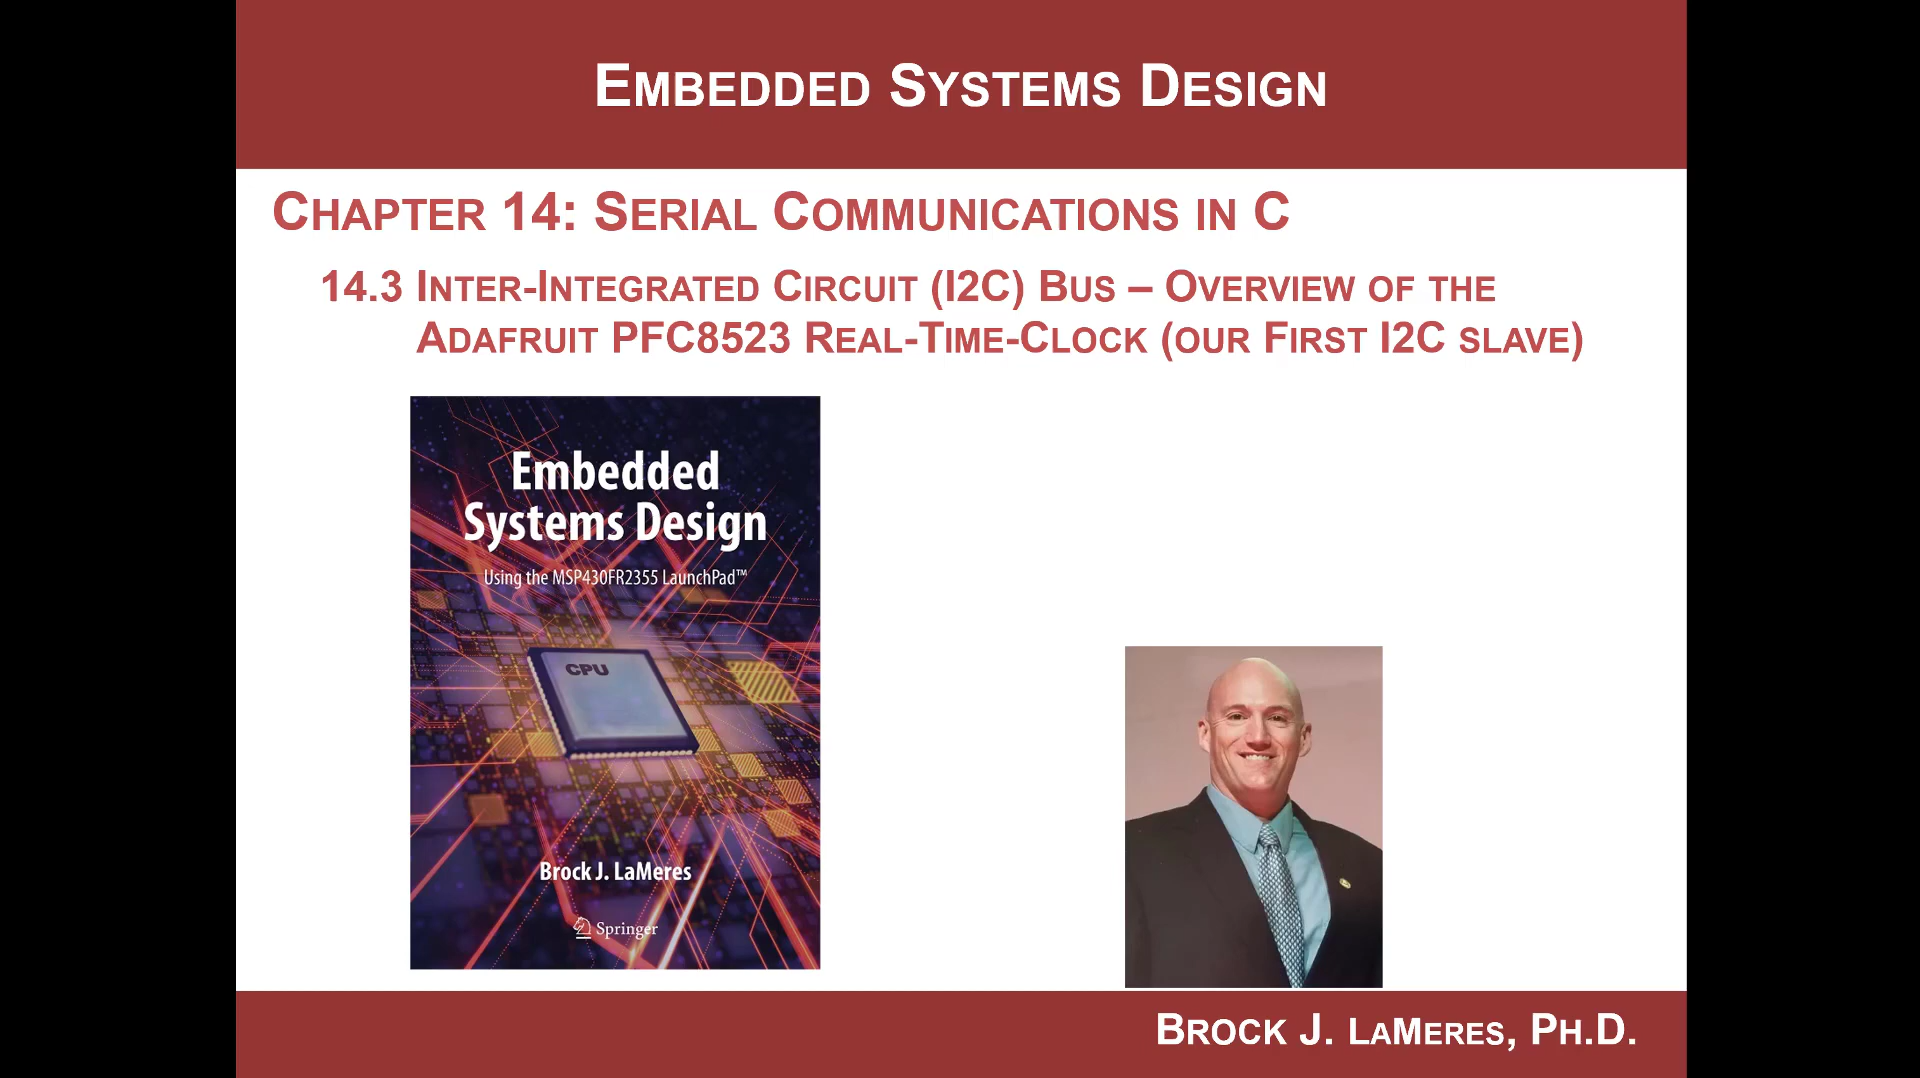 EMBEDDED SYSTEMS DESIGN
CHAPTER 14: SERIAL COMMUNICATIONS IN C
14.3 INTER-INTEGRATED CIRCUIT (I2C) BUS – OVERVIEW OF THE
ADAFRUIT PFC8523 REAL-TIME-CLOCK (OUR FIRST I2C SLAVE)
Embedded
Systems Design
Using the MSP430FR2355 LaunchPad™
CPU
Brock J. LaMeres
Springer
BROCK J. LAMERES, PH.D.